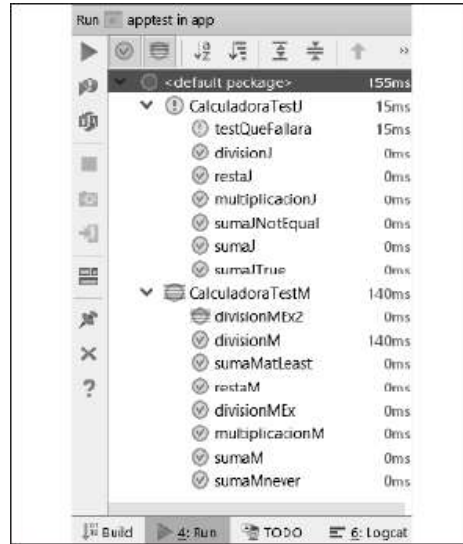 Run apptest in app
<default package> 155ms
CalculadoraTestJ 15ms
testQueFallara 15ms
divisionJ 0ms
restaJ 0ms
multiplicacionJ 0ms
sumaJNotEqual 0ms
sumaJ 0ms
sumaJTrue 0ms
CalculadoraTestM 140ms
divisionMEx2 0ms
divisionM 140ms
sumaMatLeast 0ms
restaM 0ms
divisionMEx 0ms
multiplicacionM 0ms
sumaM 0ms
sumaMnever 0ms
Build 4: Run TODO 6: Logcat